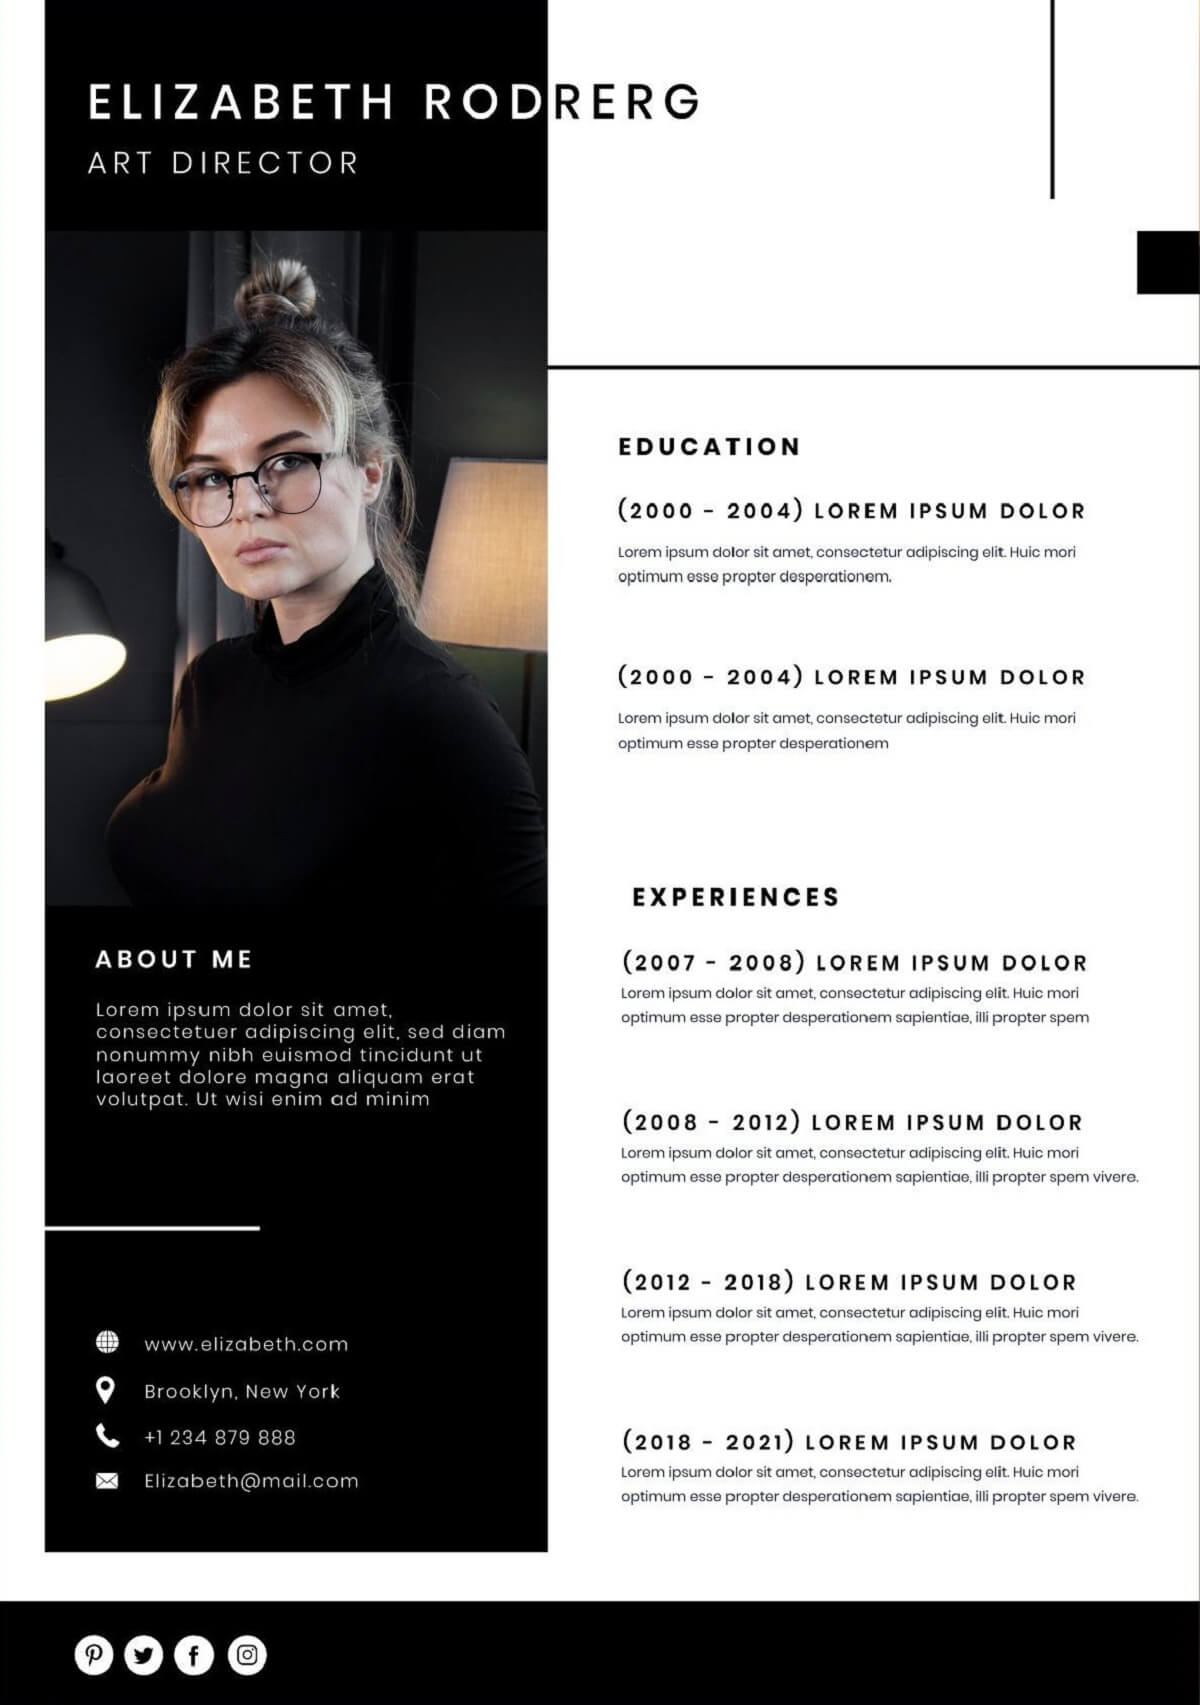 ELIZABETH RODRERG
ART DIRECTOR
ABOUT ME
Lorem ipsum dolor sit amet,
consectetuer adipiscing elit, sed diam
nonummy nibh euismod tincidunt ut
laoreet dolore magna aliquam erat
volutpat. Ut wisi enim ad minim
www.elizabeth.com
Brooklyn, New York
+1 234 879 888
Elizabeth@mail.com
EDUCATION
(2000 - 2004) LOREM IPSUM DOLOR
Lorem ipsum dolor sit amet, consectetur adipiscing elit. Huic mori
optimum esse propter desperationem.
(2000 - 2004) LOREM IPSUM DOLOR
Lorem ipsum dolor sit amet, consectetur adipiscing elit. Huic mori
optimum esse propter desperationem
EXPERIENCES
(2007 - 2008) LOREM IPSUM DOLOR
Lorem ipsum dolor sit amet, consectetur adipiscing elit. Huic mori
optimum esse propter desperationem sapientiae, illi propter spem
(2008 - 2012) LOREM IPSUM DOLOR
Lorem ipsum dolor sit amet, consectetur adipiscing elit. Huic mori
optimum esse propter desperationem sapientiae, illi propter spem vivere.
(2012 - 2018) LOREM IPSUM DOLOR
Lorem ipsum dolor sit amet, consectetur adipiscing elit. Huic mori
optimum esse propter desperationem sapientiae, illi propter spem vivere.
(2018 - 2021) LOREM IPSUM DOLOR
Lorem ipsum dolor sit amet, consectetur adipiscing elit. Huic mori
optimum esse propter desperationem sapientiae, illi propter spem vivere.